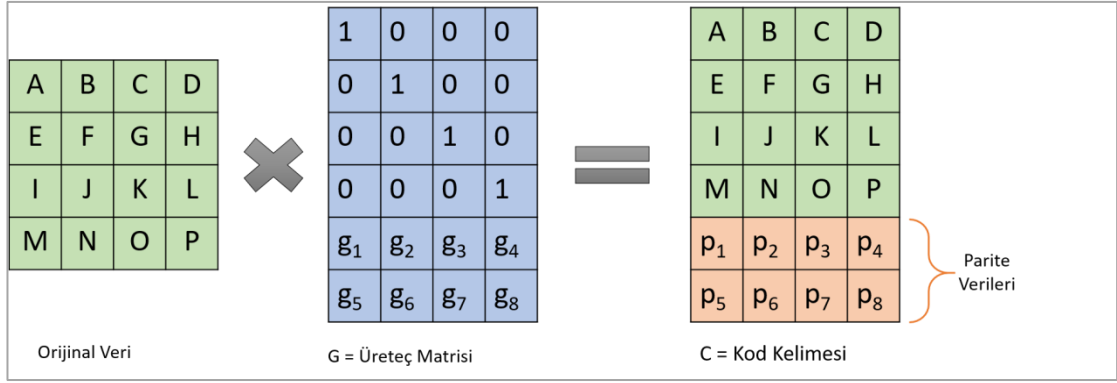 A B C D
E F G H
I J K L
M N O P
Orijinal Veri
1 0 0 0
0 1 0 0
0 0 1 0
0 0 0 1
g₁ g₂ g₃ g₄
g₅ g₆ g₇ g₈
G = Üreteç Matrisi
A B C D
E F G H
I J K L
M N O P
p₁ p₂ p₃ p₄
p₅ p₆ p₇ p₈
C = Kod Kelimesi
Parite
Verileri